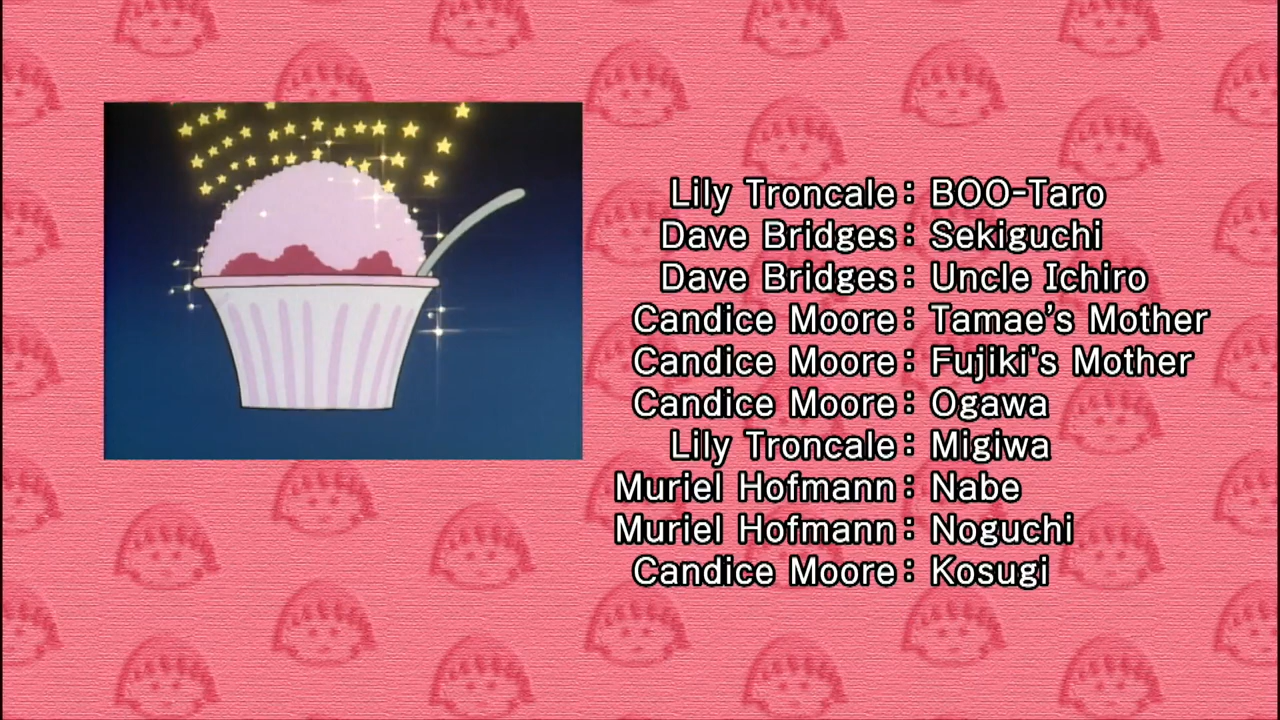 Lily Troncale: BOO-Taro
Dave Bridges: Sekiguchi
Dave Bridges: Uncle Ichiro
Candice Moore: Tamae’s Mother
Candice Moore: Fujiki's Mother
Candice Moore: Ogawa
Lily Troncale: Migiwa
Muriel Hofmann: Nabe
Muriel Hofmann: Noguchi
Candice Moore: Kosugi